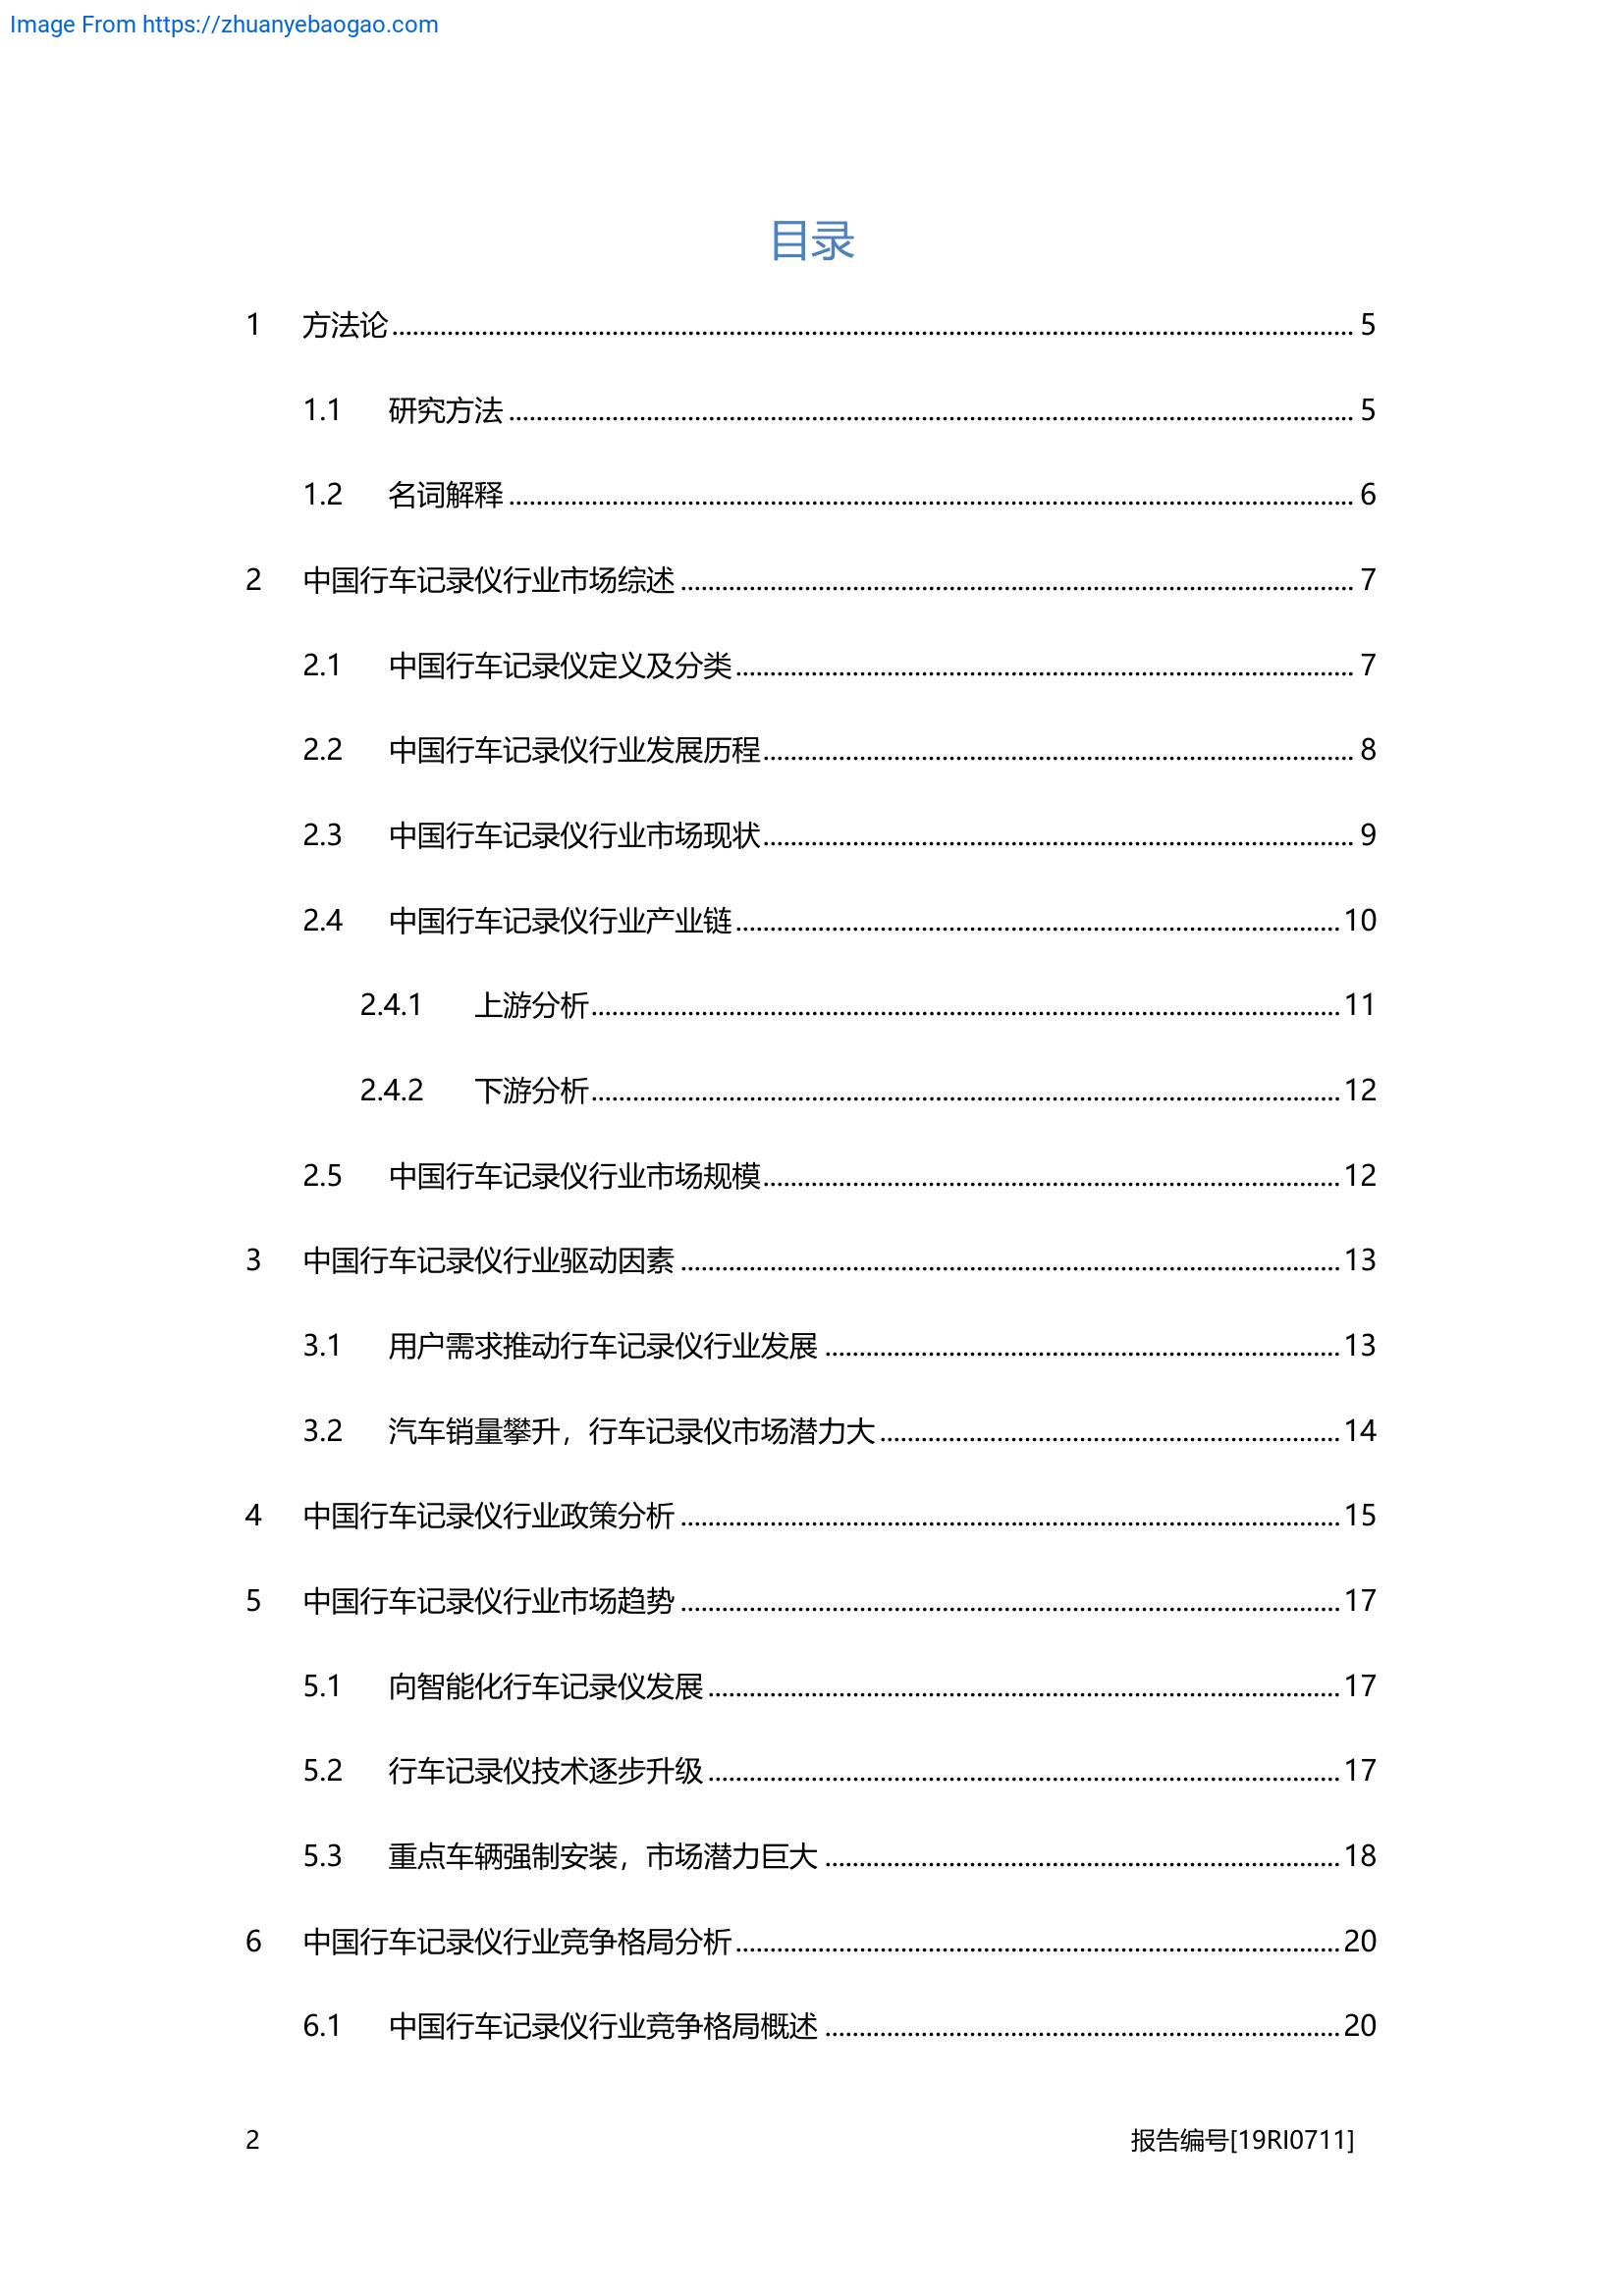 Image From https://zhuanyebaogao.com
目录
1 方法论 5
1.1 研究方法 5
1.2 名词解释 6
2 中国行车记录仪行业市场综述 7
2.1 中国行车记录仪定义及分类 7
2.2 中国行车记录仪行业发展历程 8
2.3 中国行车记录仪行业市场现状 9
2.4 中国行车记录仪行业产业链 10
2.4.1 上游分析 11
2.4.2 下游分析 12
2.5 中国行车记录仪行业市场规模 12
3 中国行车记录仪行业驱动因素 13
3.1 用户需求推动行车记录仪行业发展 13
3.2 汽车销量攀升，行车记录仪市场潜力大 14
4 中国行车记录仪行业政策分析 15
5 中国行车记录仪行业市场趋势 17
5.1 向智能化行车记录仪发展 17
5.2 行车记录仪技术逐步升级 17
5.3 重点车辆强制安装，市场潜力巨大 18
6 中国行车记录仪行业竞争格局分析 20
6.1 中国行车记录仪行业竞争格局概述 20
2 报告编号[19RI0711]